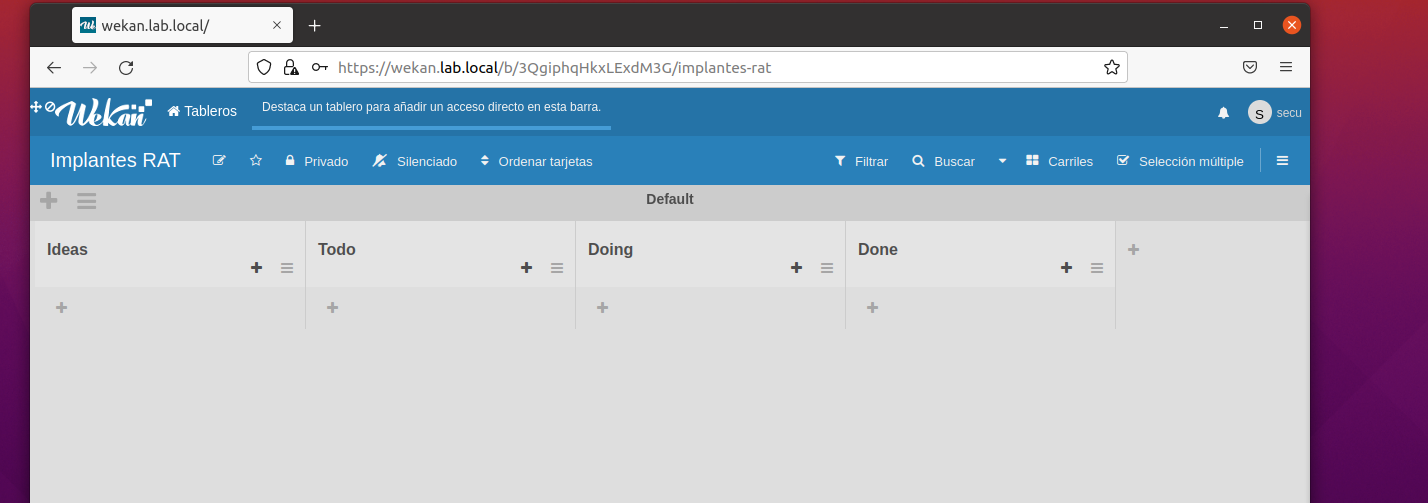 wekan.lab.local/
https://wekan.lab.local/b/3QgiphqHkxLExdM3G/implantes-rat
Wekan Tableros Destaca un tablero para añadir un acceso directo en esta barra. S secu
Implantes RAT Privado Silenciado Ordenar tarjetas Filtrar Buscar Carriles Selección múltiple
Default
Ideas Todo Doing Done